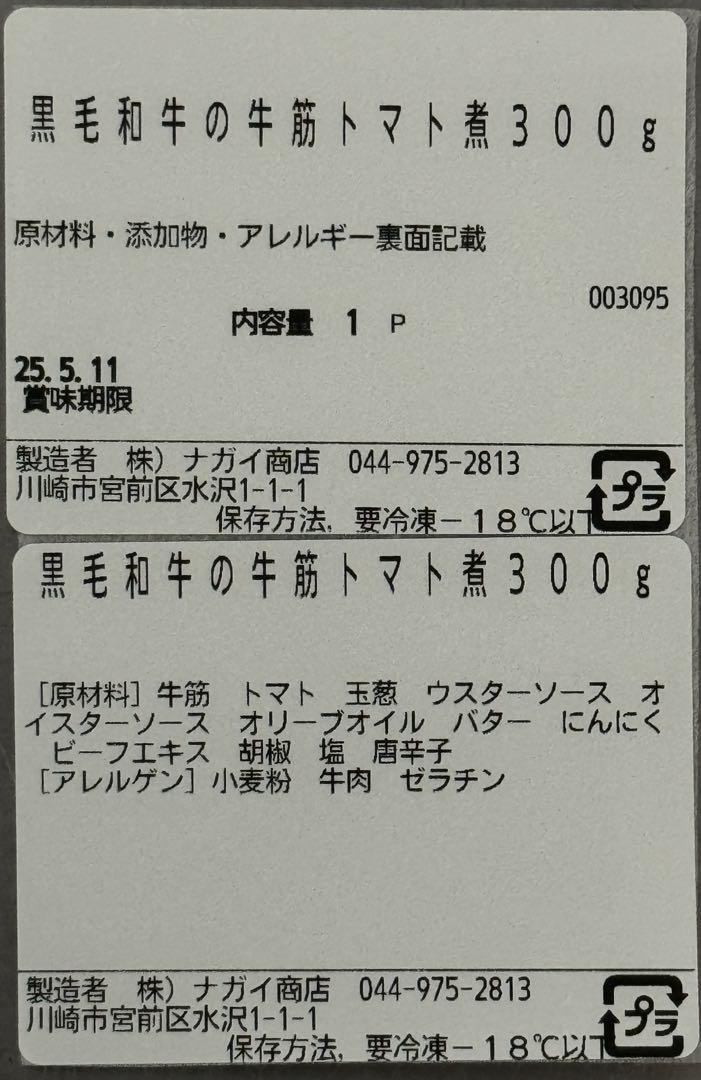 黒毛和牛の牛筋トマト煮300g
原材料・添加物・アレルギー裏面記載
003095
内容量 1 P
25.5.11
賞味期限
製造者 株）ナガイ商店 044-975-2813
川崎市宮前区水沢1-1-1
保存方法, 要冷凍－18℃以下
プラ
黒毛和牛の牛筋トマト煮300g
［原材料］牛筋 トマト 玉葱 ウスターソース オ
イスターソース オリーブオイル バター にんにく
ビーフエキス 胡椒 塩 唐辛子
［アレルゲン］小麦粉 牛肉 ゼラチン
製造者 株）ナガイ商店 044-975-2813
川崎市宮前区水沢1-1-1
保存方法, 要冷凍－18℃以下
プラ